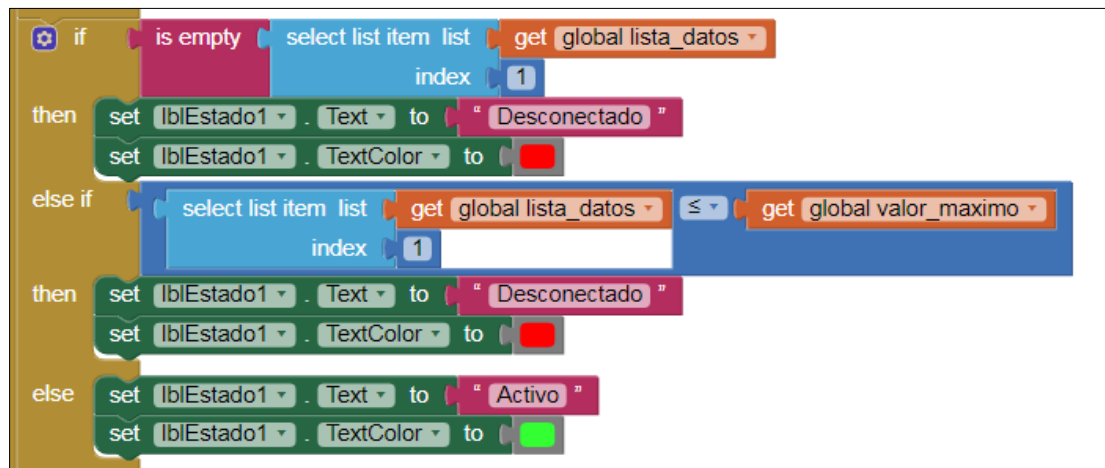 if is empty select list item list get global lista_datos
index 1
then set lblEstado1 . Text to " Desconectado "
set lblEstado1 . TextColor to
else if select list item list get global lista_datos ≤ get global valor_maximo
index 1
then set lblEstado1 . Text to " Desconectado "
set lblEstado1 . TextColor to
else set lblEstado1 . Text to " Activo "
set lblEstado1 . TextColor to